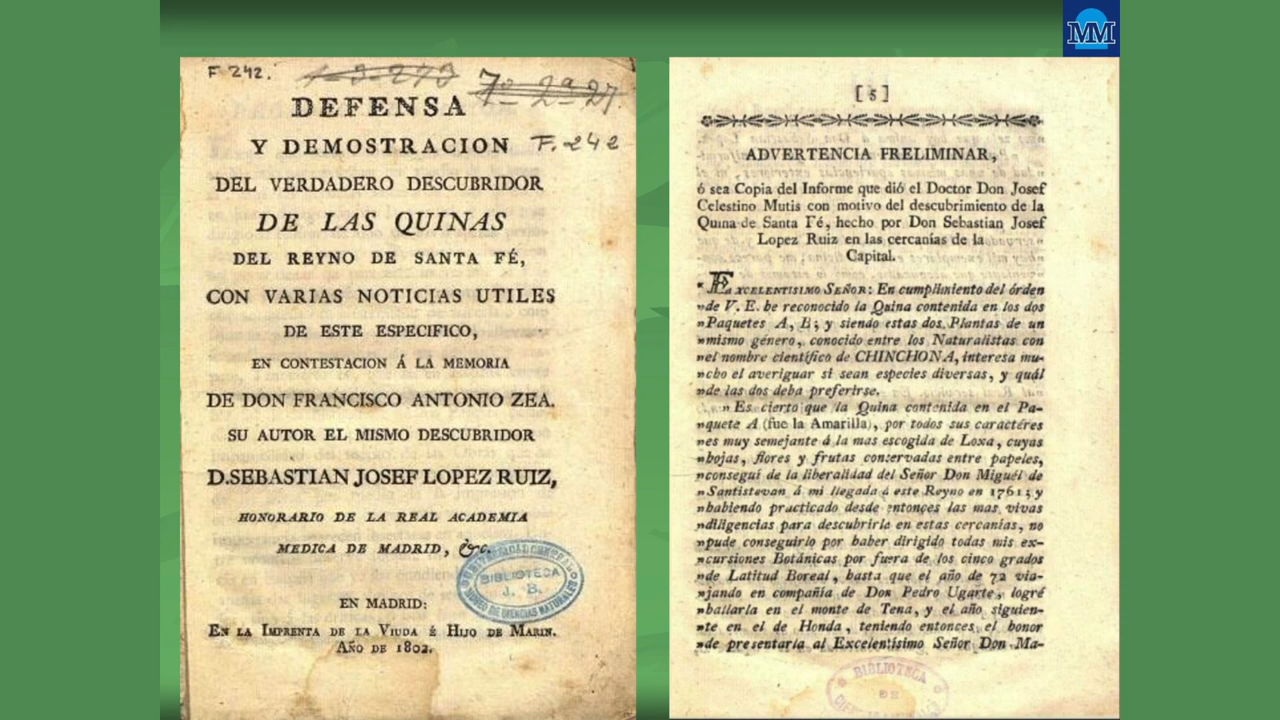 MM
F 242.
7º 2ª 27.
DEFENSA
Y DEMOSTRACION
F. 242
DEL VERDADERO DESCUBRIDOR
DE LAS QUINAS
DEL REYNO DE SANTA FÉ,
CON VARIAS NOTICIAS UTILES
DE ESTE ESPECIFICO,
EN CONTESTACION Á LA MEMORIA
DE DON FRANCISCO ANTONIO ZEA.
SU AUTOR EL MISMO DESCUBRIDOR
D.SEBASTIAN JOSEF LOPEZ RUIZ,
HONORARIO DE LA REAL ACADEMIA
MEDICA DE MADRID, &c.
BIBLIOTECA
J. B.
MUSEO DE CIENCIAS NATURALES
EN MADRID:
EN LA IMPRENTA DE LA VIUDA É HIJO DE MARIN.
AÑO DE 1802.
[5]
ADVERTENCIA FRELIMINAR,
ó sea Copia del Informe que dió el Doctor Don Josef
Celestino Mutis con motivo del descubrimiento de la
Quina de Santa Fé, hecho por Don Sebastian Josef
Lopez Ruiz en las cercanías de la
Capital.
"EXCELENTISIMO SEÑOR: En cumplimiento del órden
"de V. E. he reconocido la Quina contenida en los dos
"Paquetes A, B; y siendo estas dos Plantas de un
"mismo género, conocido entre los Naturalistas con
"el nombre científico de CHINCHONA, interesa mu-
"cho el averiguar si sean especies diversas, y quál
"de las dos deba preferirse.
"Es cierto que la Quina contenida en el Pa-
"quete A (fue la Amarilla), por todos sus caractéres
"es muy semejante á la mas escogida de Loxa, cuyas
"hojas, flores y frutas conservadas entre papeles,
"conseguí de la liberalidad del Señor Don Miguél de
"Santistevan á mi llegada á este Reyno en 1761; y
"habiendo practicado desde entonces las mas vivas
"diligencias para descubrirla en estas cercanías, no
"pude conseguirlo por haber dirigido todas mis ex-
"cursiones Botánicas por fuera de los cinco grados
"de Latitud Boreal, hasta que el año de 72 via-
"jando en compañía de Don Pedro Ugarte, logré
"hallarla en el monte de Tena, y el año siguien-
"te en el de Honda, teniendo entonces el honor
"de presentarla al Excelentísimo Señor Don Ma-
BIBLIOTECA
DE